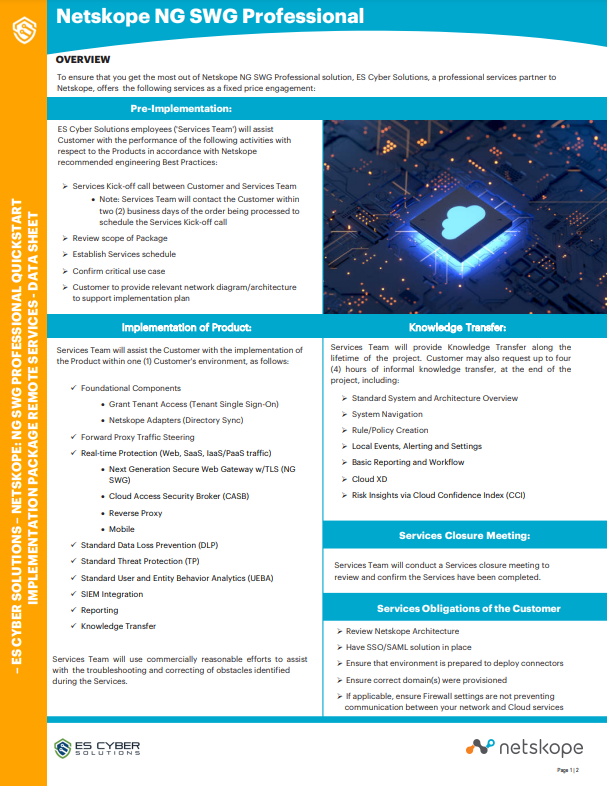 Netskope NG SWG Professional
– ES CYBER SOLUTIONS – NETSKOPE: NG SWG PROFESSIONAL QUICKSTART
IMPLEMENTATION PACKAGE REMOTE SERVICES - DATA SHEET
OVERVIEW
To ensure that you get the most out of Netskope NG SWG Professional solution, ES Cyber Solutions, a professional services partner to
Netskope, offers the following services as a fixed price engagement:
Pre-Implementation:
ES Cyber Solutions employees ('Services Team') will assist
Customer with the performance of the following activities with
respect to the Products in accordance with Netskope
recommended engineering Best Practices:
➢ Services Kick-off call between Customer and Services Team
• Note: Services Team will contact the Customer within
two (2) business days of the order being processed to
schedule the Services Kick-off call
➢ Review scope of Package
➢ Establish Services schedule
➢ Confirm critical use case
➢ Customer to provide relevant network diagram/architecture
to support implementation plan
Implementation of Product:
Services Team will assist the Customer with the implementation of
the Product within one (1) Customer's environment, as follows:
✓ Foundational Components
• Grant Tenant Access (Tenant Single Sign-On)
• Netskope Adapters (Directory Sync)
✓ Forward Proxy Traffic Steering
✓ Real-time Protection (Web, SaaS, IaaS/PaaS traffic)
• Next Generation Secure Web Gateway w/TLS (NG
SWG)
• Cloud Access Security Broker (CASB)
• Reverse Proxy
• Mobile
✓ Standard Data Loss Prevention (DLP)
✓ Standard Threat Protection (TP)
✓ Standard User and Entity Behavior Analytics (UEBA)
✓ SIEM Integration
✓ Reporting
✓ Knowledge Transfer
Services Team will use commercially reasonable efforts to assist
with the troubleshooting and correcting of obstacles identified
during the Services.
Knowledge Transfer:
Services Team will provide Knowledge Transfer along the
lifetime of the project. Customer may also request up to four
(4) hours of informal knowledge transfer, at the end of the
project, including:
➢ Standard System and Architecture Overview
➢ System Navigation
➢ Rule/Policy Creation
➢ Local Events, Alerting and Settings
➢ Basic Reporting and Workflow
➢ Cloud XD
➢ Risk Insights via Cloud Confidence Index (CCI)
Services Closure Meeting:
Services Team will conduct a Services closure meeting to
review and confirm the Services have been completed.
Services Obligations of the Customer
➢ Review Netskope Architecture
➢ Have SSO/SAML solution in place
➢ Ensure that environment is prepared to deploy connectors
➢ Ensure correct domain(s) were provisioned
➢ If applicable, ensure Firewall settings are not preventing
communication between your network and Cloud services
ES CYBER
SOLUTIONS
netskope
Page 1 | 2